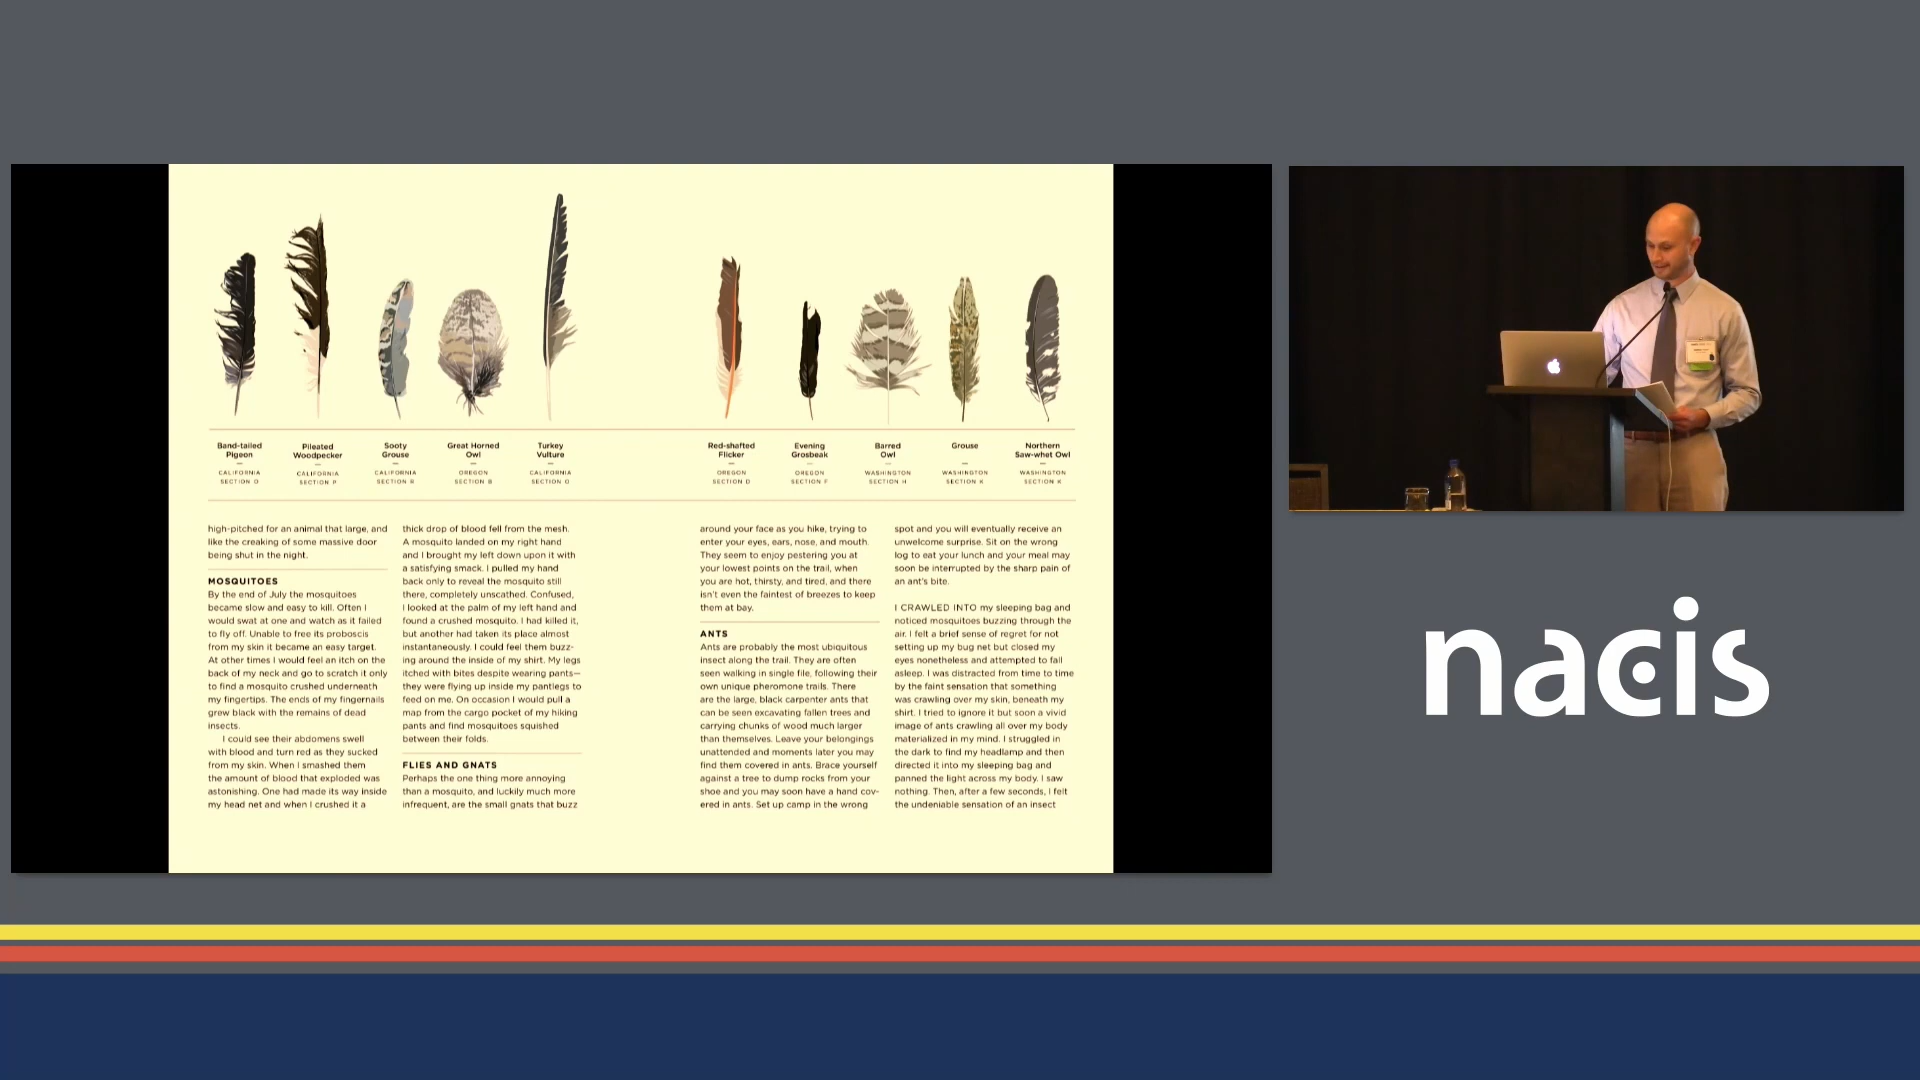 Band-tailed
Pigeon
CALIFORNIA
SECTION O
Pileated
Woodpecker
CALIFORNIA
SECTION P
Sooty
Grouse
CALIFORNIA
SECTION R
Great Horned
Owl
OREGON
SECTION B
Turkey
Vulture
CALIFORNIA
SECTION O
Red-shafted
Flicker
OREGON
SECTION D
Evening
Grosbeak
OREGON
SECTION F
Barred
Owl
WASHINGTON
SECTION H
Grouse
WASHINGTON
SECTION K
Northern
Saw-whet Owl
WASHINGTON
SECTION K
high-pitched for an animal that large, and
like the creaking of some massive door
being shut in the night.
MOSQUITOES
By the end of July the mosquitoes
became slow and easy to kill. Often I
would swat at one and watch as it failed
to fly off. Unable to free its proboscis
from my skin it became an easy target.
At other times I would feel an itch on the
back of my neck and go to scratch it only
to find a mosquito crushed underneath
my fingertips. The ends of my fingernails
grew black with the remains of dead
insects.
I could see their abdomens swell
with blood and turn red as they sucked
from my skin. When I smashed them
the amount of blood that exploded was
astonishing. One had made its way inside
my head net and when I crushed it a
thick drop of blood fell from the mesh.
A mosquito landed on my right hand
and I brought my left down upon it with
a satisfying smack. I pulled my hand
back only to reveal the mosquito still
there, completely unscathed. Confused,
I looked at the palm of my left hand and
found a crushed mosquito. I had killed it,
but another had taken its place almost
instantaneously. I could feel them buzz-
ing around the inside of my shirt. My legs
itched with bites despite wearing pants—
they were flying up inside my pantlegs to
feed on me. On occasion I would pull a
map from the cargo pocket of my hiking
pants and find mosquitoes squished
between their folds.
FLIES AND GNATS
Perhaps the one thing more annoying
than a mosquito, and luckily much more
infrequent, are the small gnats that buzz
around your face as you hike, trying to
enter your eyes, ears, nose, and mouth.
They seem to enjoy pestering you at
your lowest points on the trail, when
you are hot, thirsty, and tired, and there
isn't even the faintest of breezes to keep
them at bay.
ANTS
Ants are probably the most ubiquitous
insect along the trail. They are often
seen walking in single file, following their
own unique pheromone trails. There
are the large, black carpenter ants that
can be seen excavating fallen trees and
carrying chunks of wood much larger
than themselves. Leave your belongings
unattended and moments later you may
find them covered in ants. Brace yourself
against a tree to dump rocks from your
shoe and you may soon have a hand cov-
ered in ants. Set up camp in the wrong
spot and you will eventually receive an
unwelcome surprise. Sit on the wrong
log to eat your lunch and your meal may
soon be interrupted by the sharp pain of
an ant's bite.
I CRAWLED INTO my sleeping bag and
noticed mosquitoes buzzing through the
air. I felt a brief sense of regret for not
setting up my bug net but closed my
eyes nonetheless and attempted to fall
asleep. I was distracted from time to time
by the faint sensation that something
was crawling over my skin, beneath my
shirt. I tried to ignore it but soon a vivid
image of ants crawling all over my body
materialized in my mind. I struggled in
the dark to find my headlamp and then
directed it into my sleeping bag and
panned the light across my body. I saw
nothing. Then, after a few seconds, I felt
the undeniable sensation of an insect
nacis